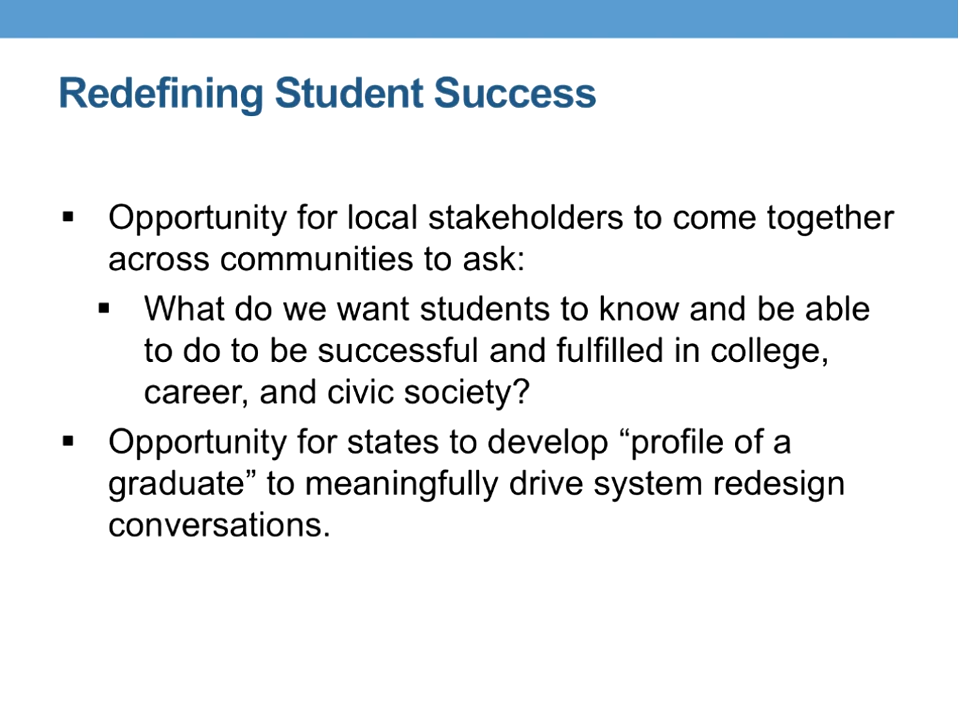 Redefining Student Success
▪ Opportunity for local stakeholders to come together
across communities to ask:
▪ What do we want students to know and be able
to do to be successful and fulfilled in college,
career, and civic society?
▪ Opportunity for states to develop “profile of a
graduate” to meaningfully drive system redesign
conversations.